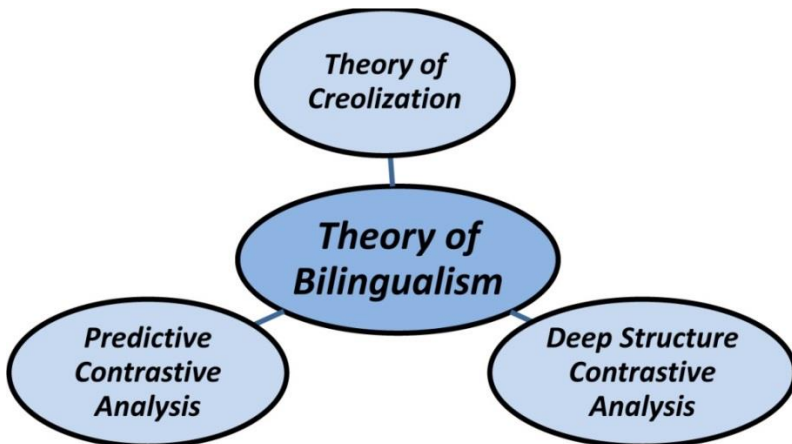 Theory of
Creolization
Theory of
Bilingualism
Predictive
Contrastive
Analysis
Deep Structure
Contrastive
Analysis